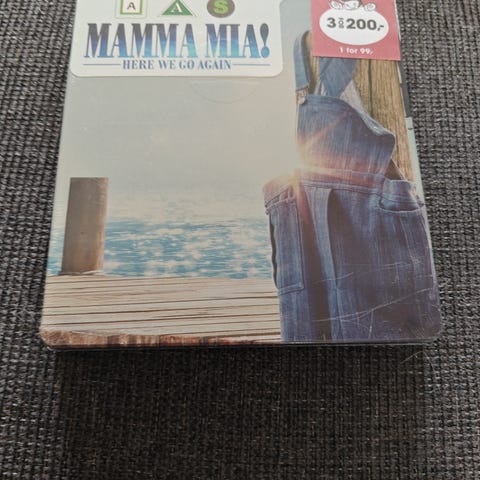 A A S
MAMMA MIA!
HERE WE GO AGAIN
3 FOR 200,-
1 for 99,-